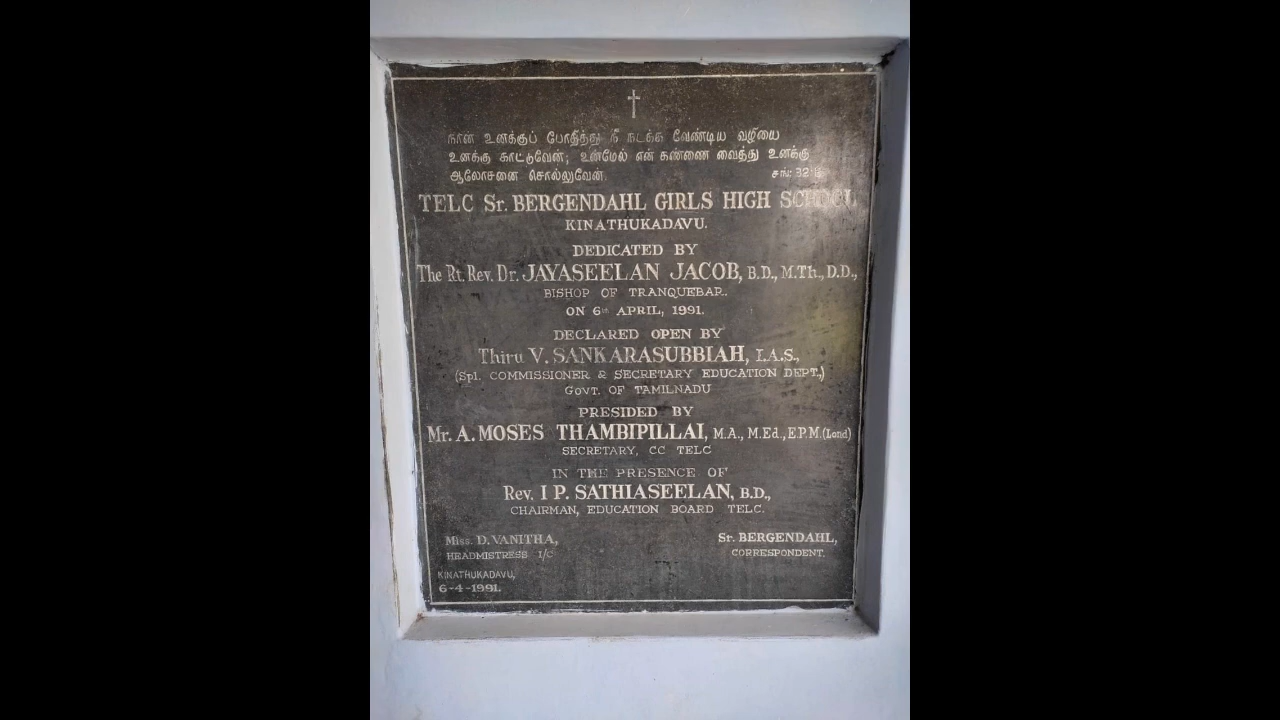 நான் உனக்குப் போதித்து நீ நடக்க வேண்டிய வழியை
உனக்கு காட்டுவேன்; உன்மேல் என் கண்ணை வைத்து உனக்கு
ஆலோசனை சொல்லுவேன். சங்: 32:8
TELC Sr. BERGENDAHL GIRLS HIGH SCHOOL
KINATHUKADAVU.
DEDICATED BY
The Rt. Rev. Dr. JAYASEELAN JACOB, B.D., M.Th., D.D.,
BISHOP OF TRANQUEBAR.
ON 6th APRIL, 1991.
DECLARED OPEN BY
Thiru V. SANKARASUBBIAH, I.A.S.,
(Spl. COMMISSIONER & SECRETARY EDUCATION DEPT.,)
GOVT. OF TAMILNADU
PRESIDED BY
Mr. A. MOSES THAMBIPILLAI, M.A., M.Ed., E.P.M.(Lond)
SECRETARY, CC TELC
IN THE PRESENCE OF
Rev. I P. SATHIASEELAN, B.D.,
CHAIRMAN, EDUCATION BOARD TELC.
Miss. D. VANITHA, Sr. BERGENDAHL,
HEADMISTRESS I/C CORRESPONDENT.
KINATHUKADAVU,
6-4-1991.